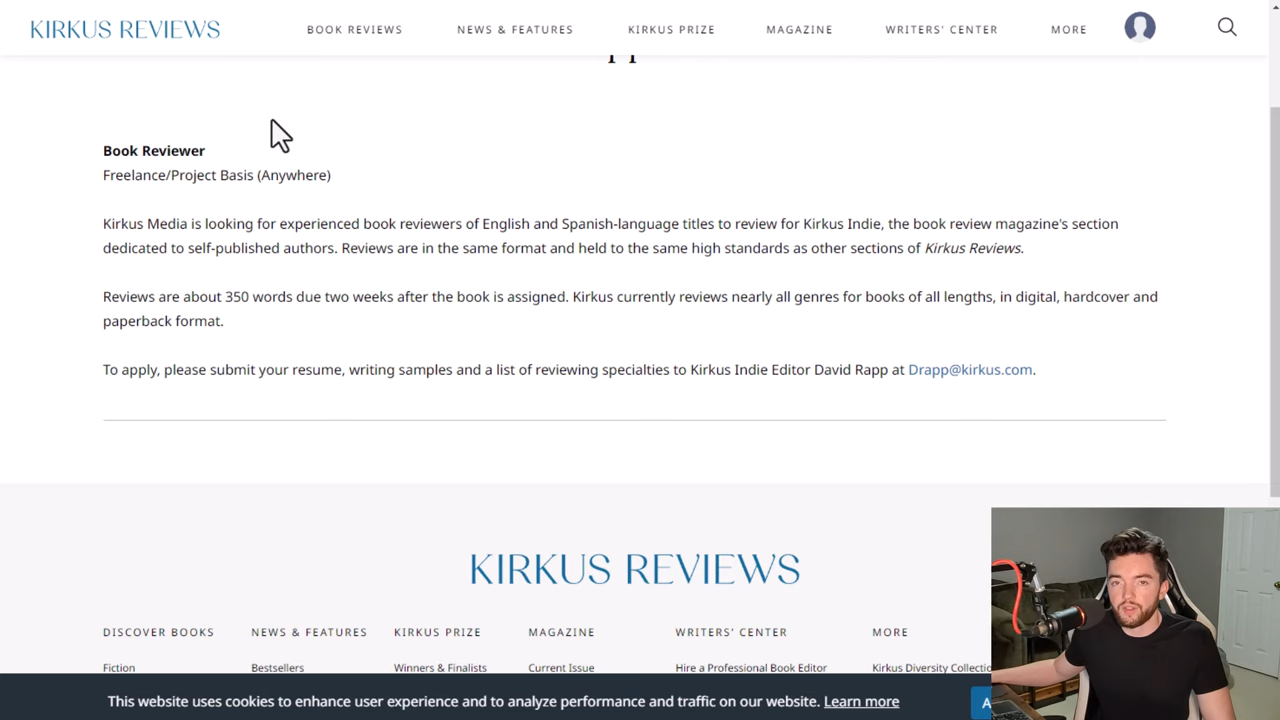 KIRKUS REVIEWS
BOOK REVIEWS NEWS & FEATURES KIRKUS PRIZE MAGAZINE WRITERS' CENTER MORE
Book Reviewer
Freelance/Project Basis (Anywhere)
Kirkus Media is looking for experienced book reviewers of English and Spanish-language titles to review for Kirkus Indie, the book review magazine's section
dedicated to self-published authors. Reviews are in the same format and held to the same high standards as other sections of Kirkus Reviews.
Reviews are about 350 words due two weeks after the book is assigned. Kirkus currently reviews nearly all genres for books of all lengths, in digital, hardcover and
paperback format.
To apply, please submit your resume, writing samples and a list of reviewing specialties to Kirkus Indie Editor David Rapp at Drapp@kirkus.com.
KIRKUS REVIEWS
DISCOVER BOOKS NEWS & FEATURES KIRKUS PRIZE MAGAZINE WRITERS' CENTER MORE
Fiction Bestsellers Winners & Finalists Current Issue Hire a Professional Book Editor Kirkus Diversity Collectio
This website uses cookies to enhance user experience and to analyze performance and traffic on our website. Learn more A